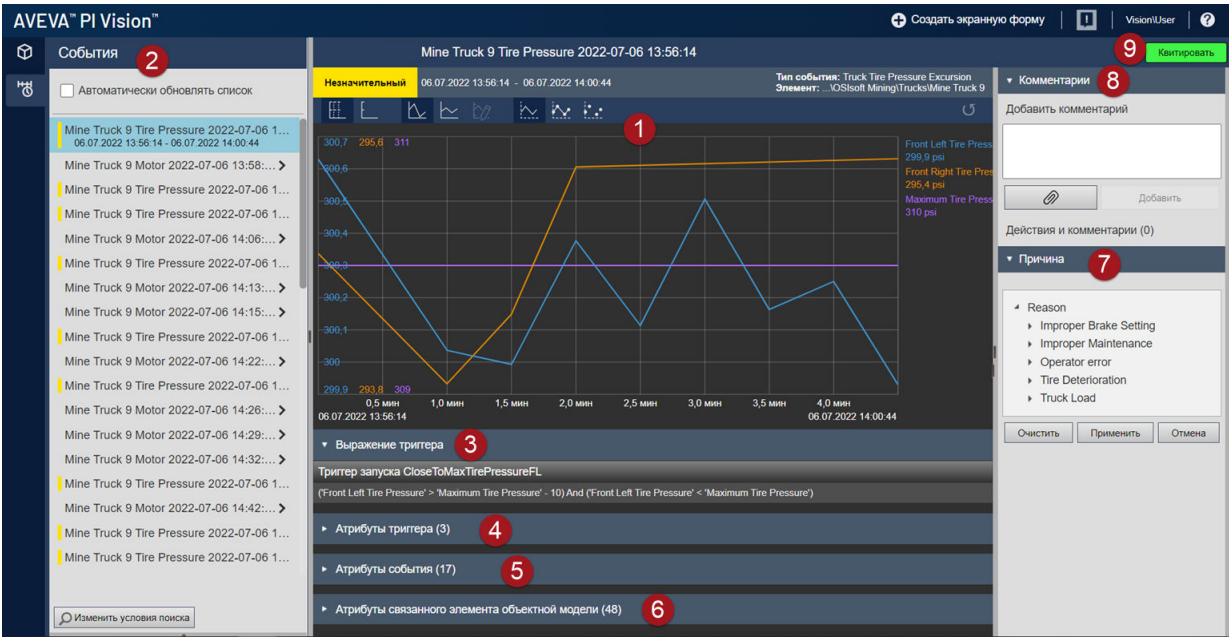 AVEVA™ PI Vision™
Создать экранную форму
Vision\User
?
События
2
Автоматически обновлять список
Mine Truck 9 Tire Pressure 2022-07-06 1...
06.07.2022 13:56:14 - 06.07.2022 14:00:44
Mine Truck 9 Motor 2022-07-06 13:58:...
Mine Truck 9 Tire Pressure 2022-07-06 1...
Mine Truck 9 Tire Pressure 2022-07-06 1...
Mine Truck 9 Motor 2022-07-06 14:06:...
Mine Truck 9 Tire Pressure 2022-07-06 1...
Mine Truck 9 Motor 2022-07-06 14:13:...
Mine Truck 9 Motor 2022-07-06 14:15:...
Mine Truck 9 Tire Pressure 2022-07-06 1...
Mine Truck 9 Motor 2022-07-06 14:22:...
Mine Truck 9 Tire Pressure 2022-07-06 1...
Mine Truck 9 Motor 2022-07-06 14:26:...
Mine Truck 9 Motor 2022-07-06 14:29:...
Mine Truck 9 Motor 2022-07-06 14:32:...
Mine Truck 9 Tire Pressure 2022-07-06 1...
Mine Truck 9 Motor 2022-07-06 14:42:...
Mine Truck 9 Tire Pressure 2022-07-06 1...
Mine Truck 9 Tire Pressure 2022-07-06 1...
Изменить условия поиска
Mine Truck 9 Tire Pressure 2022-07-06 13:56:14
9
Квитировать
Незначительный
06.07.2022 13:56:14 - 06.07.2022 14:00:44
Тип события: Truck Tire Pressure Excursion
Элемент: ...\OSIsoft Mining\Trucks\Mine Truck 9
1
300,7 295,6 311
300,6
300,5
300,4
300,3
300,2
300,1
300
299,9 293,8 309
0,5 мин 1,0 мин 1,5 мин 2,0 мин 2,5 мин 3,0 мин 3,5 мин 4,0 мин
06.07.2022 13:56:14
06.07.2022 14:00:44
Front Left Tire Press
299,9 psi
Front Right Tire Pres
295,4 psi
Maximum Tire Press
310 psi
Выражение триггера
3
Триггер запуска CloseToMaxTirePressureFL
('Front Left Tire Pressure' > 'Maximum Tire Pressure' - 10) And ('Front Left Tire Pressure' < 'Maximum Tire Pressure')
Атрибуты триггера (3)
4
Атрибуты события (17)
5
Атрибуты связанного элемента объектной модели (48)
6
Комментарии
8
Добавить комментарий
Добавить
Действия и комментарии (0)
Причина
7
Reason
Improper Brake Setting
Improper Maintenance
Operator error
Tire Deterioration
Truck Load
Очистить
Применить
Отмена